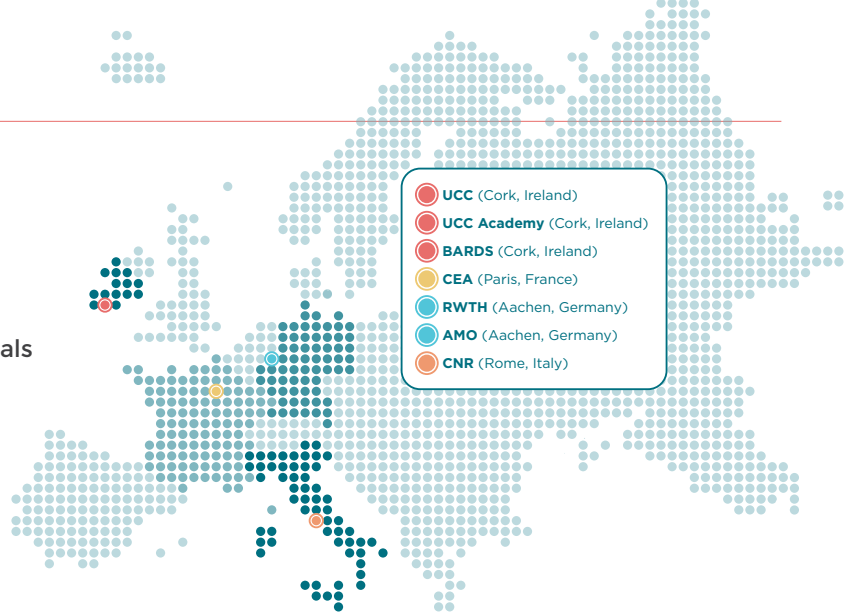 UCC (Cork, Ireland)
UCC Academy (Cork, Ireland)
BARDS (Cork, Ireland)
CEA (Paris, France)
RWTH (Aachen, Germany)
als
AMO (Aachen, Germany)
CNR (Rome, Italy)